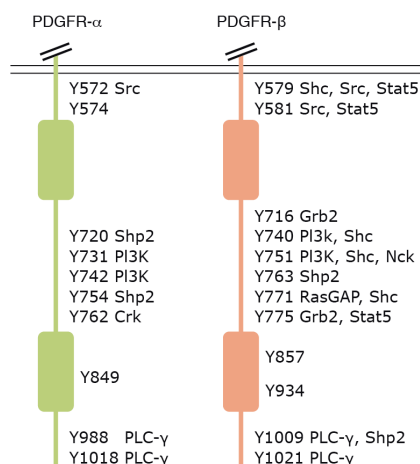 PDGFR-α
PDGFR-β
Y572 Src
Y574
Y720 Shp2
Y731 PI3K
Y742 PI3K
Y754 Shp2
Y762 Crk
Y849
Y988 PLC-γ
Y1018 PLC-γ
Y579 Shc, Src, Stat5
Y581 Src, Stat5
Y716 Grb2
Y740 PI3k, Shc
Y751 PI3K, Shc, Nck
Y763 Shp2
Y771 RasGAP, Shc
Y775 Grb2, Stat5
Y857
Y934
Y1009 PLC-γ, Shp2
Y1021 PLC-γ